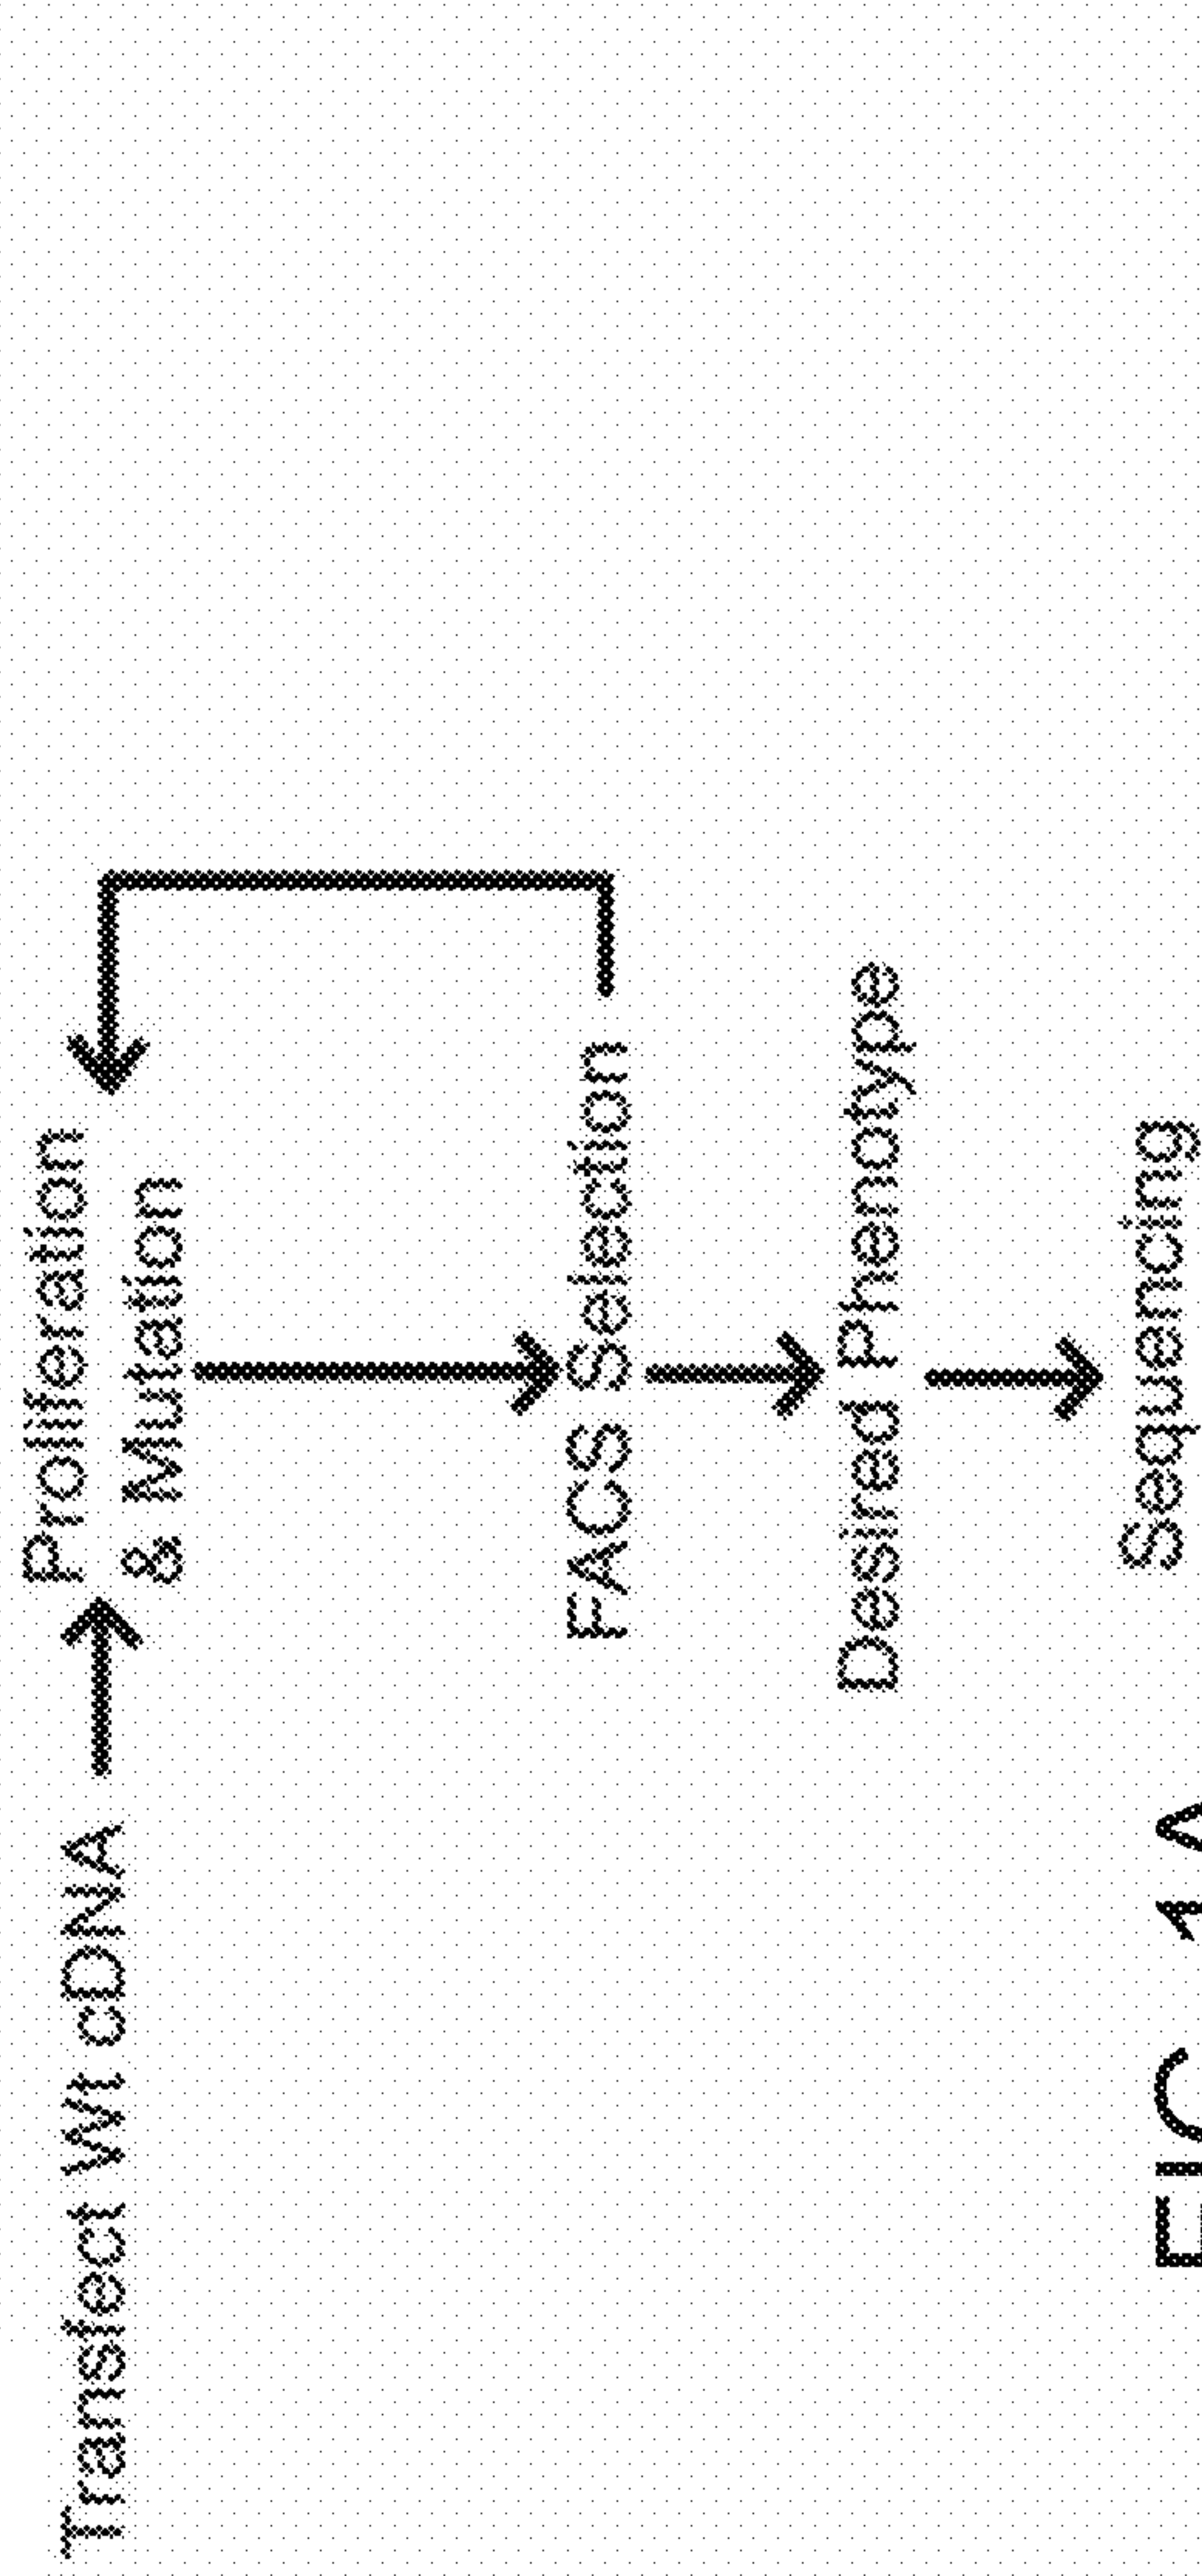 Transfect Wt cDNA
Proliferation
& Mutation
FACS Selection
Desired Phenotype
Sequencing
FIG. 1A